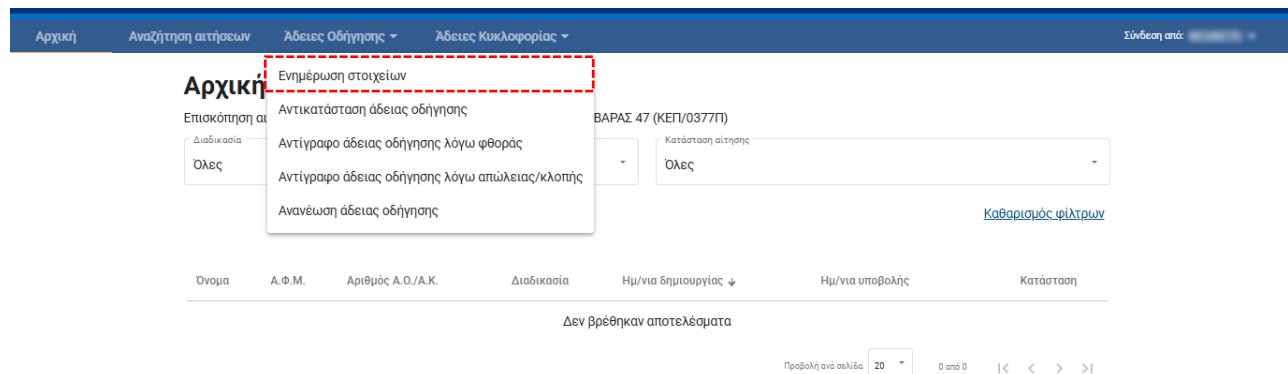 Αρχική Αναζήτηση αιτήσεων Άδειες Οδήγησης Άδειες Κυκλοφορίας Σύνδεση από:
Αρχική
Ενημέρωση στοιχείων
Αντικατάσταση άδειας οδήγησης
Αντίγραφο άδειας οδήγησης λόγω φθοράς
Αντίγραφο άδειας οδήγησης λόγω απώλειας/κλοπής
Ανανέωση άδειας οδήγησης
Επισκόπηση ΒΑΡΑΣ 47 (ΚΕΠ/0377Π)
Διαδικασία Κατάσταση αίτησης
Όλες Όλες
Καθαρισμός φίλτρων
Όνομα Α.Φ.Μ. Αριθμός Α.Ο./Α.Κ. Διαδικασία Ημ/νια δημιουργίας Ημ/νια υποβολής Κατάσταση
Δεν βρέθηκαν αποτελέσματα
Προβολή ανά σελίδα 20 0 από 0